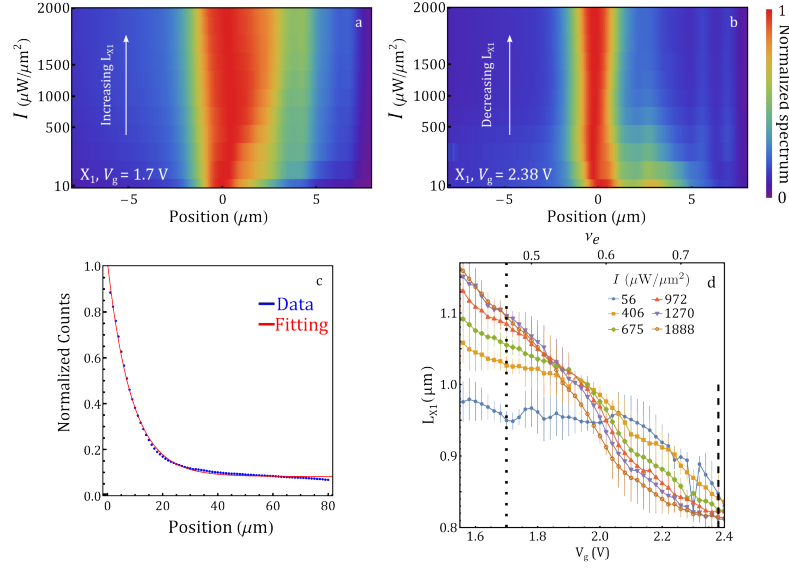 2000
1500
1000
500
10
I (μW/μm²)
Increasing L_X1
a
X₁, V_g = 1.7 V
−5
0
5
Position (μm)
2000
1500
1000
500
10
I (μW/μm²)
Decreasing L_X1
b
X₁, V_g = 2.38 V
−5
0
5
Position (μm)
1
Normalized spectrum
0
1.0
0.8
0.6
0.4
0.2
0.0
Normalized Counts
c
Data
Fitting
0
20
40
60
80
Position (μm)
ν_e
0.5
0.6
0.7
d
I (μW/μm²)
56 972
406 1270
675 1888
1.1
1.0
0.9
0.8
L_X1 (μm)
1.6
1.8
2.0
2.2
2.4
V_g (V)